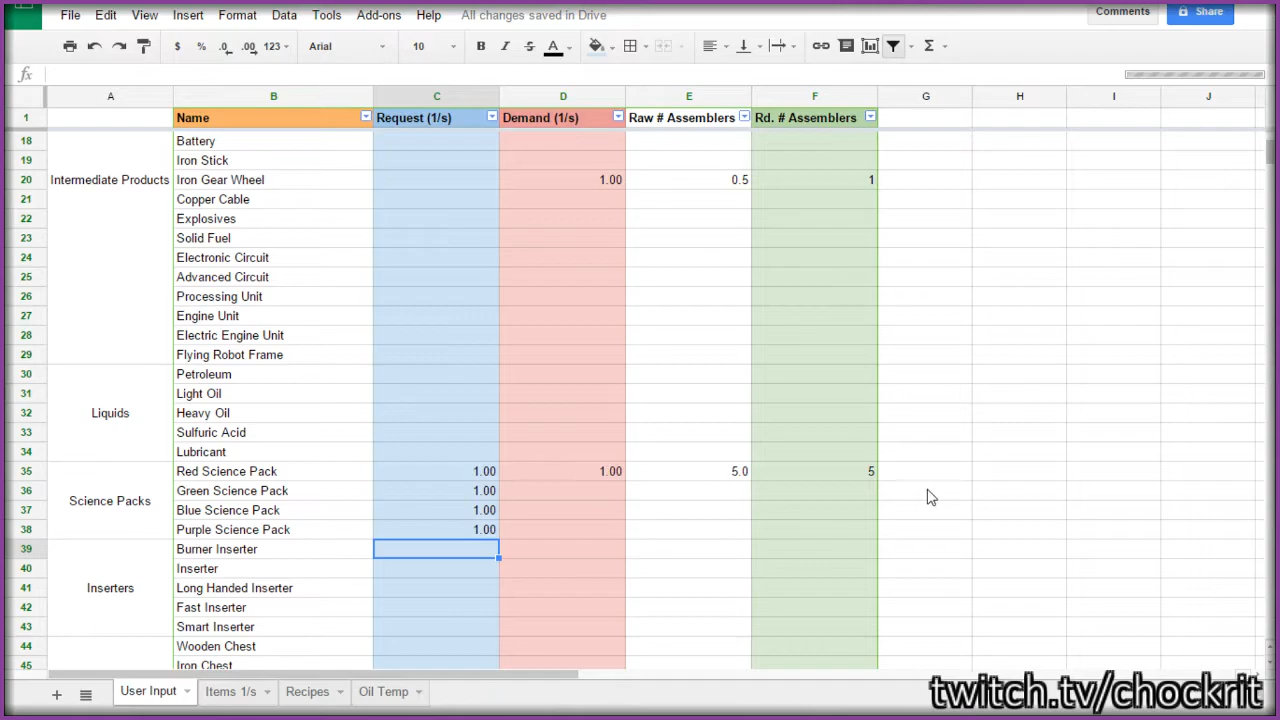 File Edit View Insert Format Data Tools Add-ons Help All changes saved in Drive Comments Share
$ % .0 .00 123 Arial 10 B I S A Σ
fx
A B C D E F G H I J
1 Name Request (1/s) Demand (1/s) Raw # Assemblers Rd. # Assemblers
18 Battery
19 Iron Stick
20 Intermediate Products Iron Gear Wheel 1.00 0.5 1
21 Copper Cable
22 Explosives
23 Solid Fuel
24 Electronic Circuit
25 Advanced Circuit
26 Processing Unit
27 Engine Unit
28 Electric Engine Unit
29 Flying Robot Frame
30 Petroleum
31 Light Oil
32 Liquids Heavy Oil
33 Sulfuric Acid
34 Lubricant
35 Red Science Pack 1.00 1.00 5.0 5
36 Green Science Pack 1.00
Science Packs
37 Blue Science Pack 1.00
38 Purple Science Pack 1.00
39 Burner Inserter
40 Inserter
41 Inserters Long Handed Inserter
42 Fast Inserter
43 Smart Inserter
44 Wooden Chest
45 Iron Chest
+ User Input Items 1/s Recipes Oil Temp
twitch.tv/chockrit